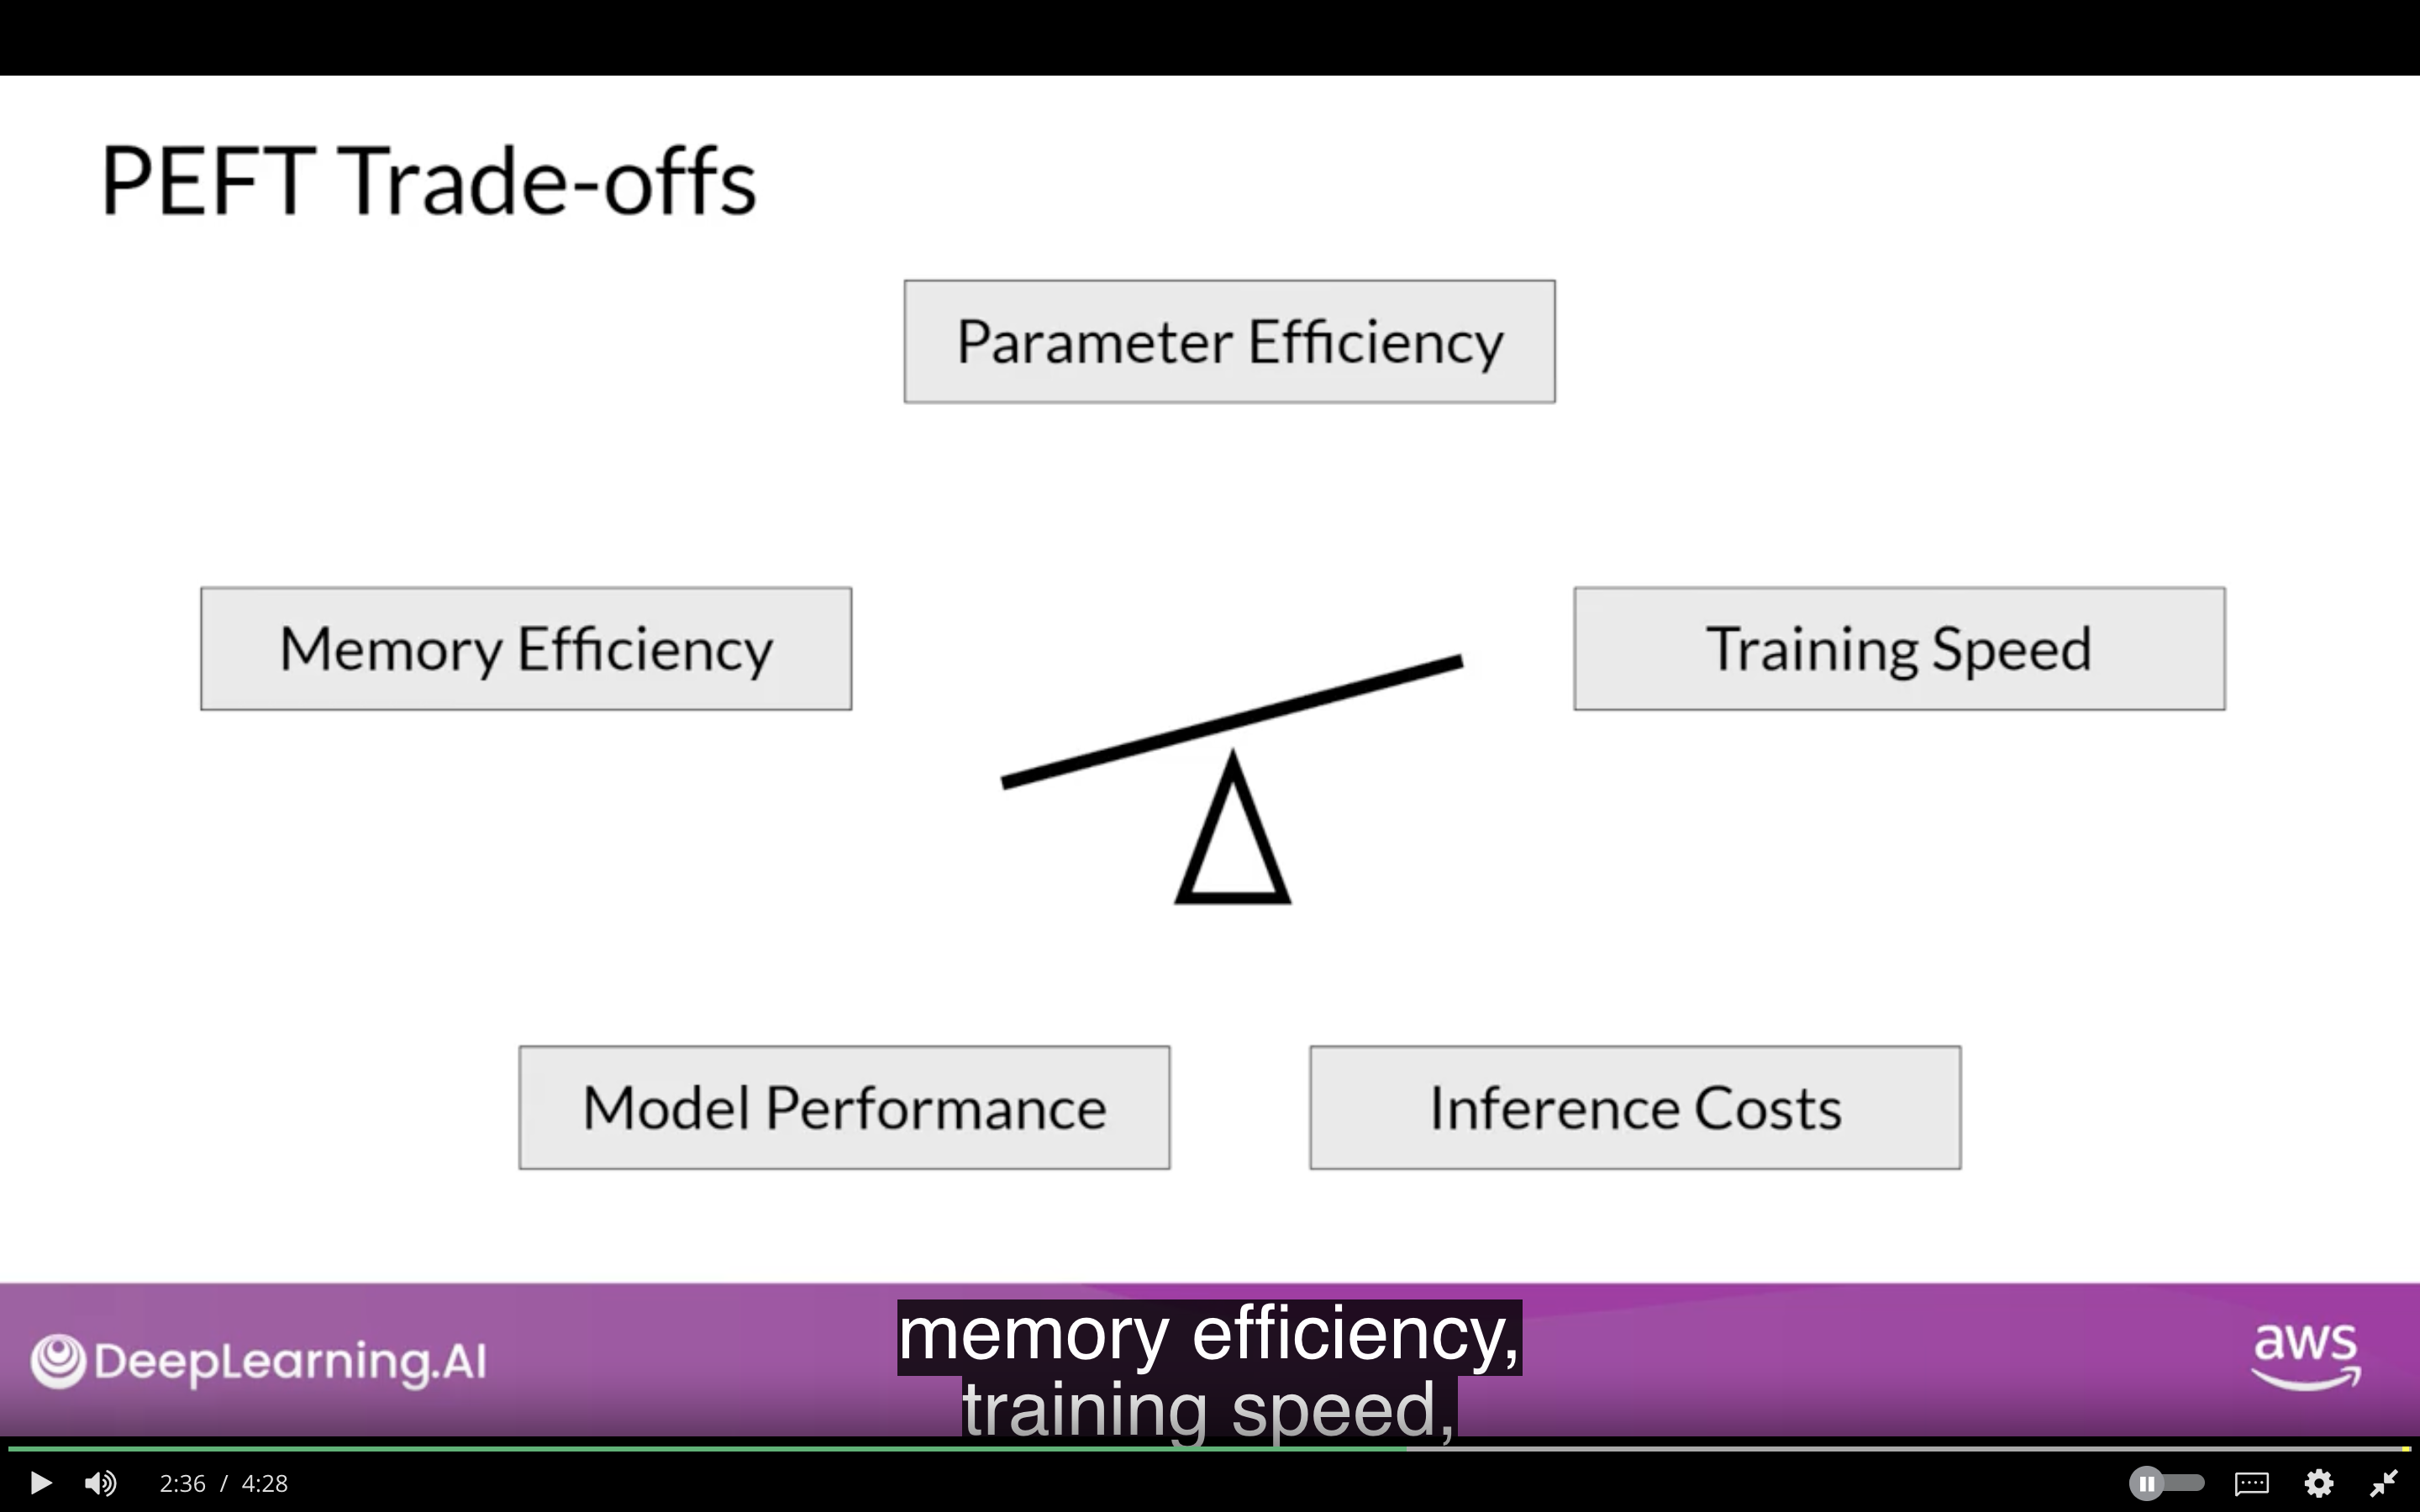 PEFT Trade-offs
Parameter Efficiency
Memory Efficiency
Training Speed
Model Performance
Inference Costs
DeepLearning.AI
memory efficiency,
training speed,
aws
2:36 / 4:28